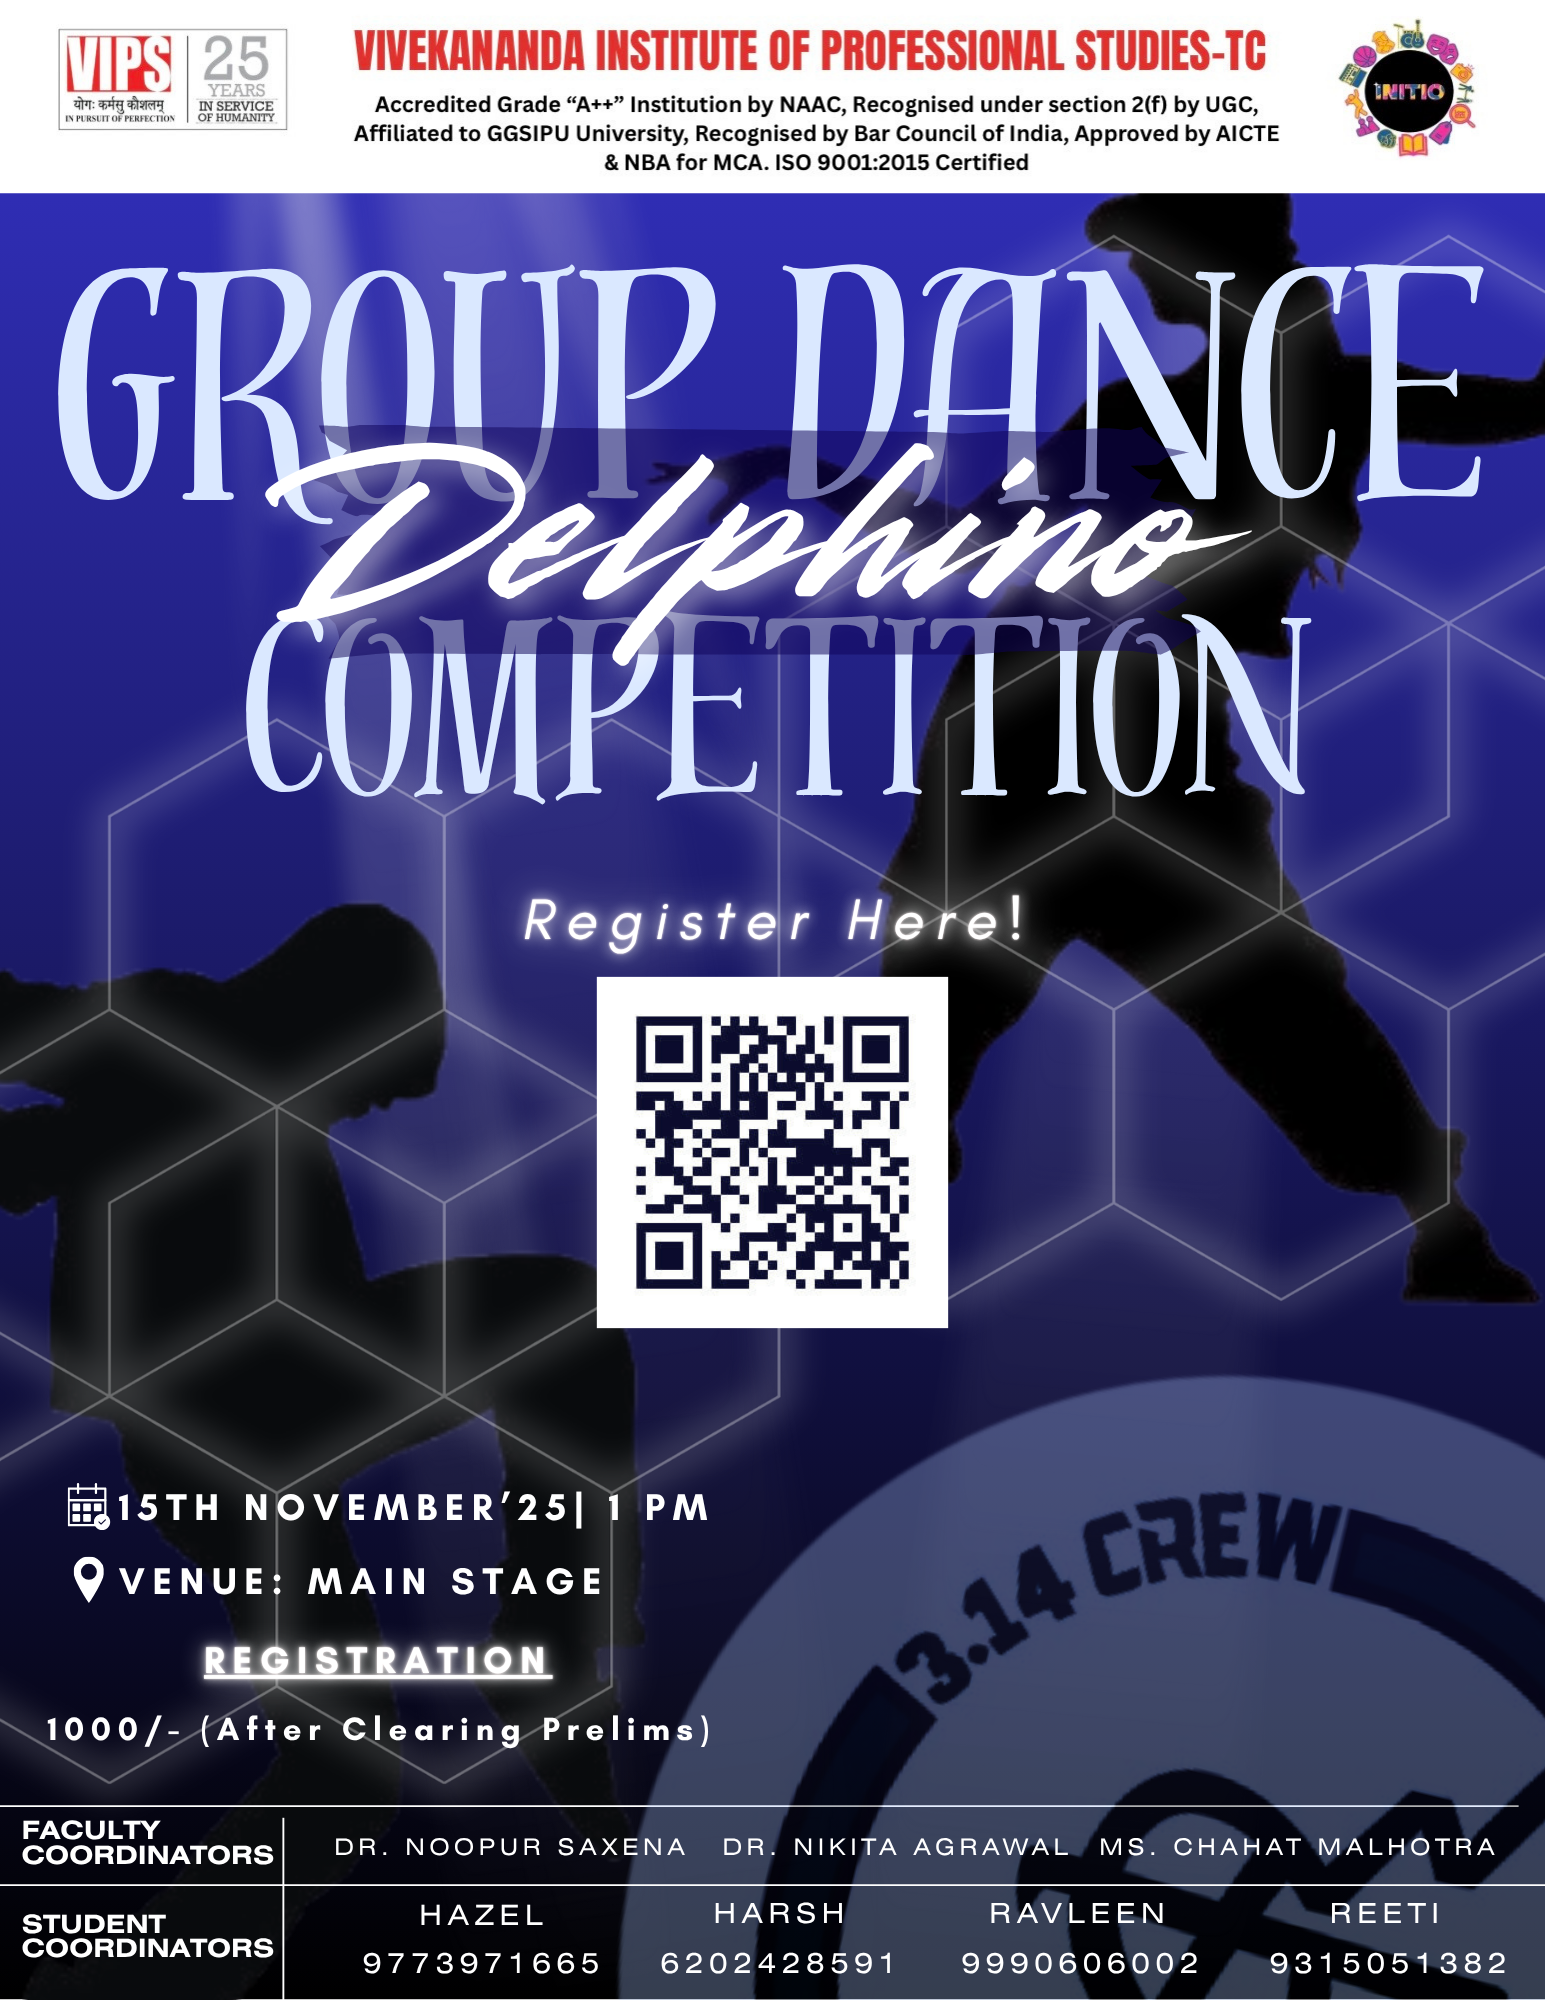 VIPS
योगः कर्मसु कौशलम्
IN PURSUIT OF PERFECTION
25
YEARS
IN SERVICE
OF HUMANITY
VIVEKANANDA INSTITUTE OF PROFESSIONAL STUDIES-TC
Accredited Grade “A++” Institution by NAAC, Recognised under section 2(f) by UGC,
Affiliated to GGSIPU University, Recognised by Bar Council of India, Approved by AICTE
& NBA for MCA. ISO 9001:2015 Certified
INITIO
GROUP DANCE
Delphino
COMPETITION
Register Here!
15TH NOVEMBER’25| 1 PM
VENUE: MAIN STAGE
REGISTRATION
1000/- (After Clearing Prelims)
3.14 CREW
FACULTY
COORDINATORS
DR. NOOPUR SAXENA DR. NIKITA AGRAWAL MS. CHAHAT MALHOTRA
STUDENT
COORDINATORS
HAZEL HARSH RAVLEEN REETI
9773971665 6202428591 9990606002 9315051382